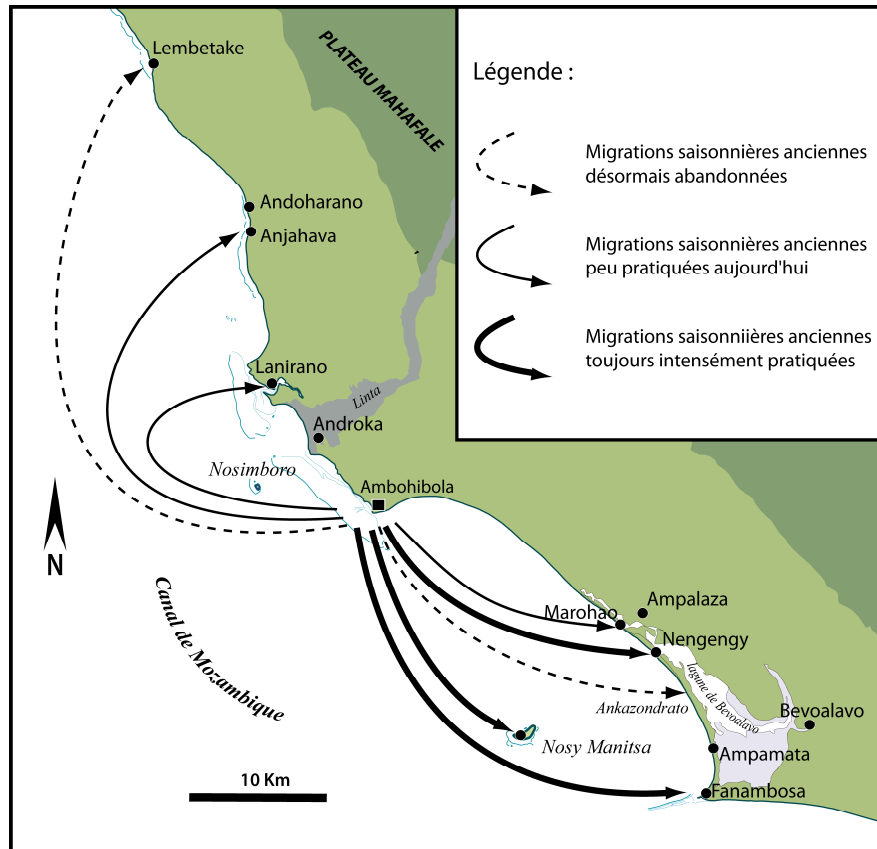 Lembetake
PLATEAU MAHAFALE
Légende :
Migrations saisonnières anciennes
désormais abandonnées
Migrations saisonnières anciennes
peu pratiquées aujourd'hui
Migrations saisonniières anciennes
toujours intensément pratiquées
Andoharano
Anjahava
Lanirano
Linta
Androka
Nosimboro
Ambohibola
N
Canal de Mozambique
Marohao
Ampalaza
Nengengy
lagune de Bevoalavo
Ankazondrato
Bevoalavo
Nosy Manitsa
Ampamata
10 Km
Fanambosa